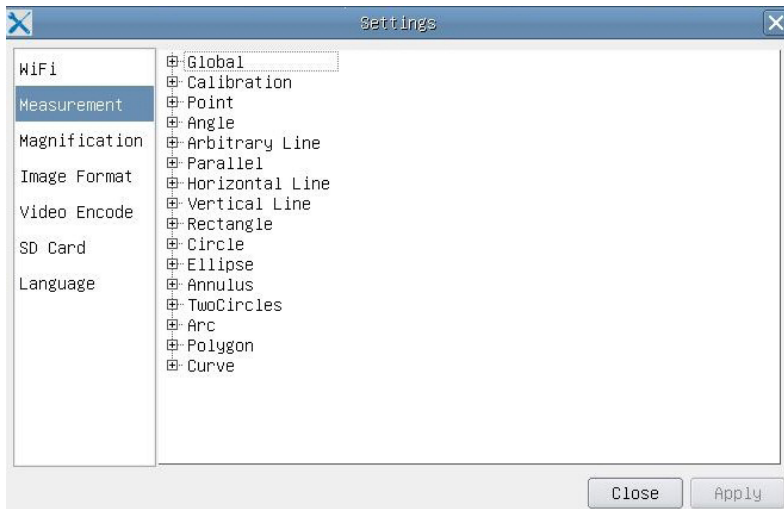 Settings
WiFi
Measurement
Magnification
Image Format
Video Encode
SD Card
Language
Global
Calibration
Point
Angle
Arbitrary Line
Parallel
Horizontal Line
Vertical Line
Rectangle
Circle
Ellipse
Annulus
TwoCircles
Arc
Polygon
Curve
Close
Apply